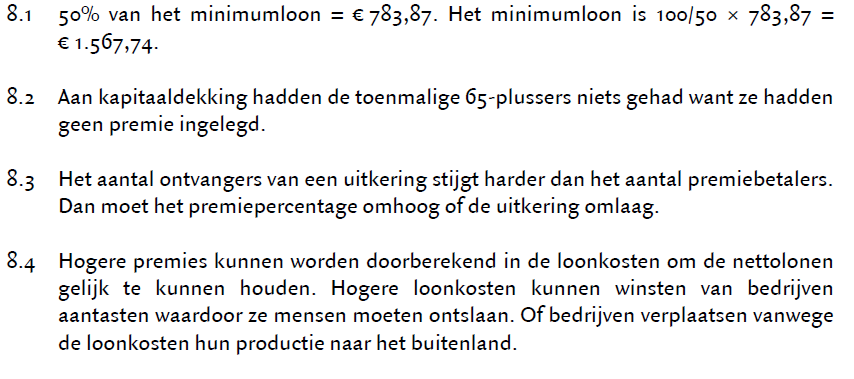 8.1 50% van het minimumloon = € 783,87. Het minimumloon is 100/50 × 783,87 =
€ 1.567,74.
8.2 Aan kapitaaldekking hadden de toenmalige 65-plussers niets gehad want ze hadden
geen premie ingelegd.
8.3 Het aantal ontvangers van een uitkering stijgt harder dan het aantal premiebetalers.
Dan moet het premiepercentage omhoog of de uitkering omlaag.
8.4 Hogere premies kunnen worden doorberekend in de loonkosten om de nettolonen
gelijk te kunnen houden. Hogere loonkosten kunnen winsten van bedrijven
aantasten waardoor ze mensen moeten ontslaan. Of bedrijven verplaatsen vanwege
de loonkosten hun productie naar het buitenland.